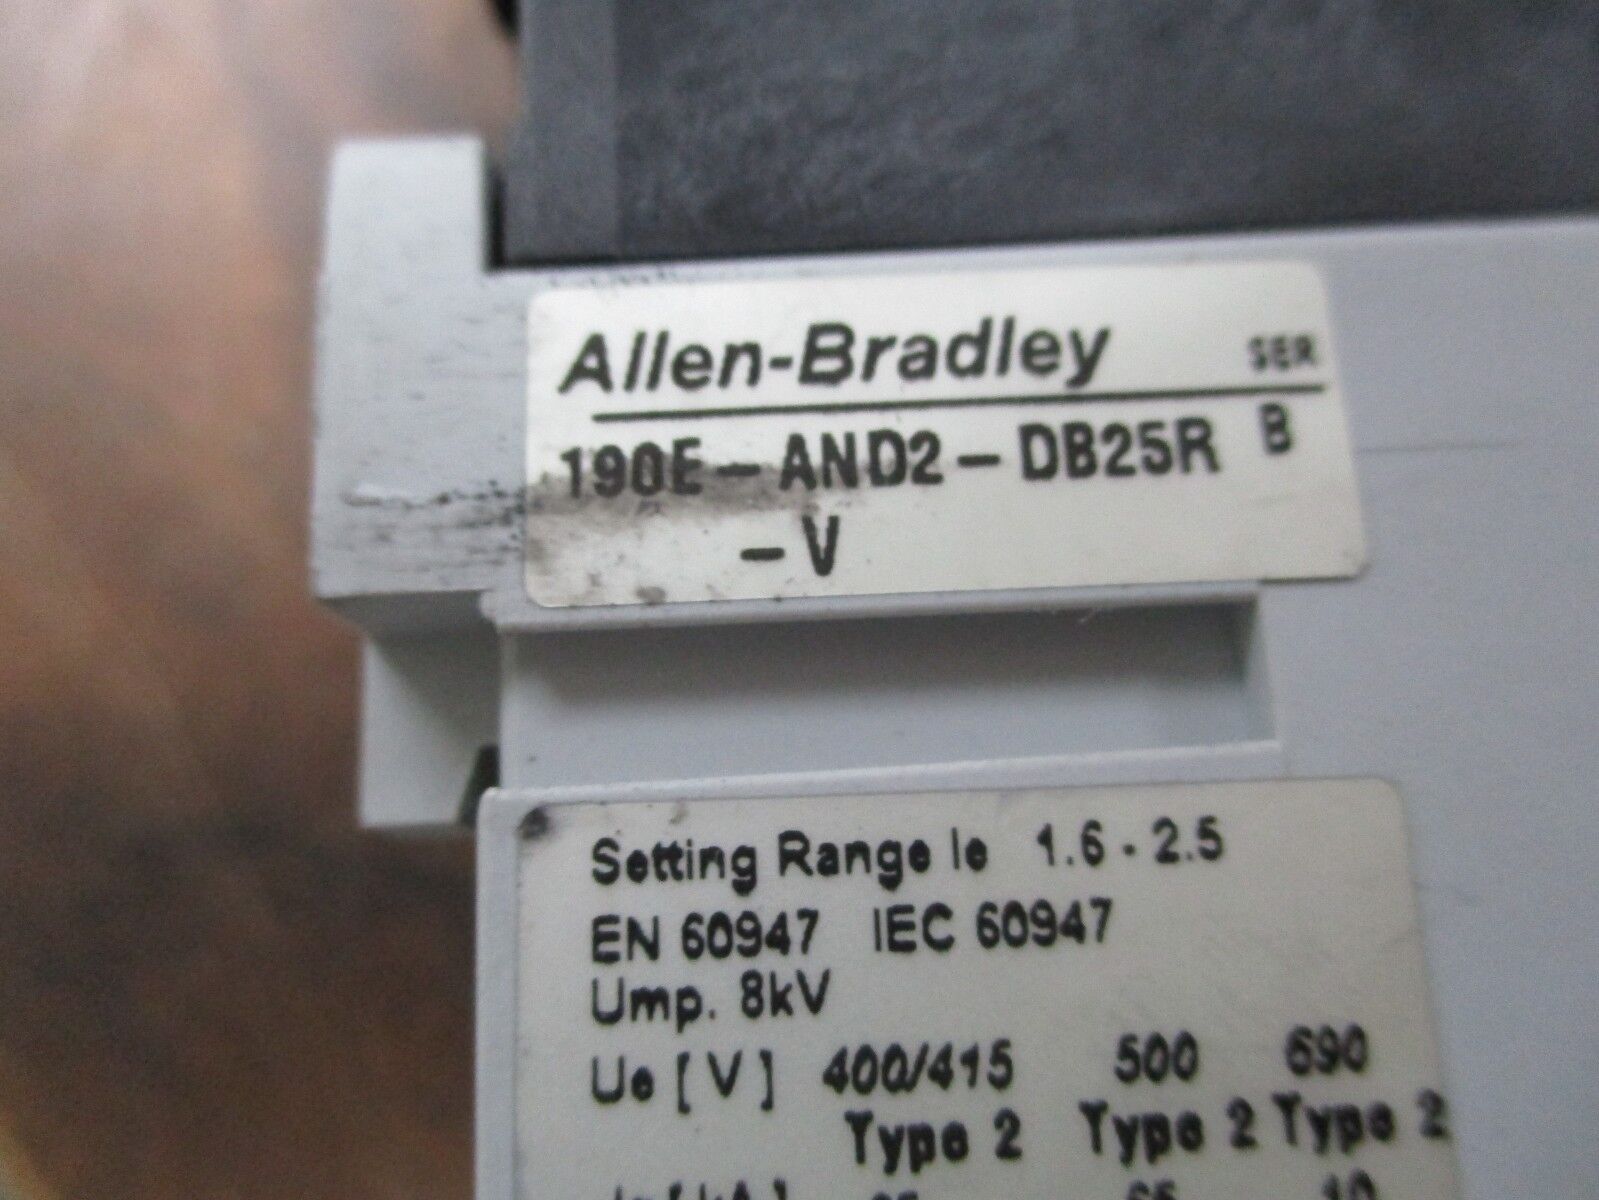 Allen-Bradley SER
190E-AND2-DB25R B
-V
Setting Range Ie 1.6 - 2.5
EN 60947 IEC 60947
Ump. 8kV
Ue [V] 400/415 500 690
Type 2 Type 2 Type 2